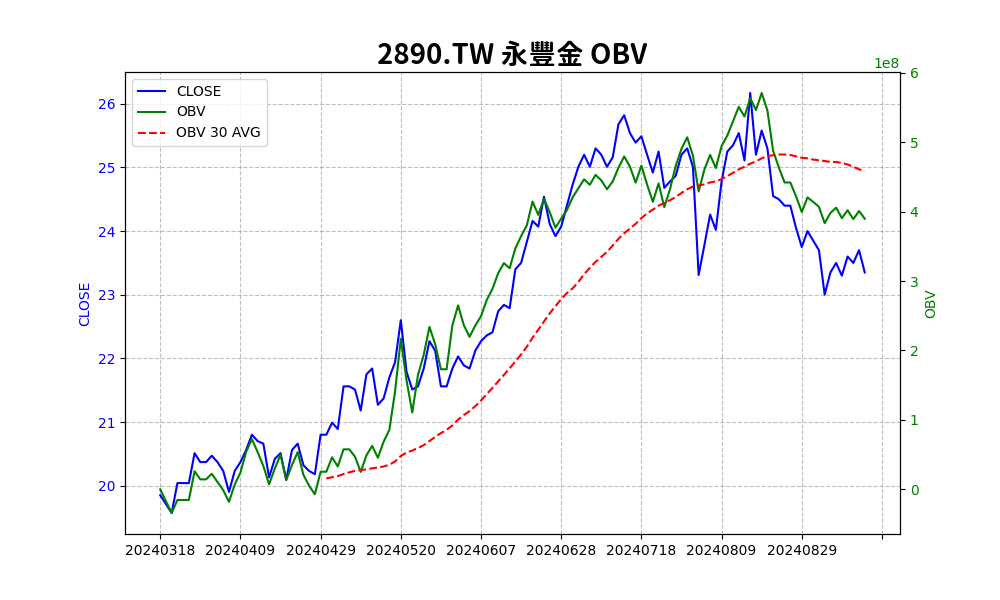 2890.TW 永豐金 OBV
1e8
CLOSE
OBV
OBV 30 AVG
26
25
24
23
22
21
20
CLOSE
6
5
4
3
2
1
0
OBV
20240318 20240409 20240429 20240520 20240607 20240628 20240718 20240809 20240829